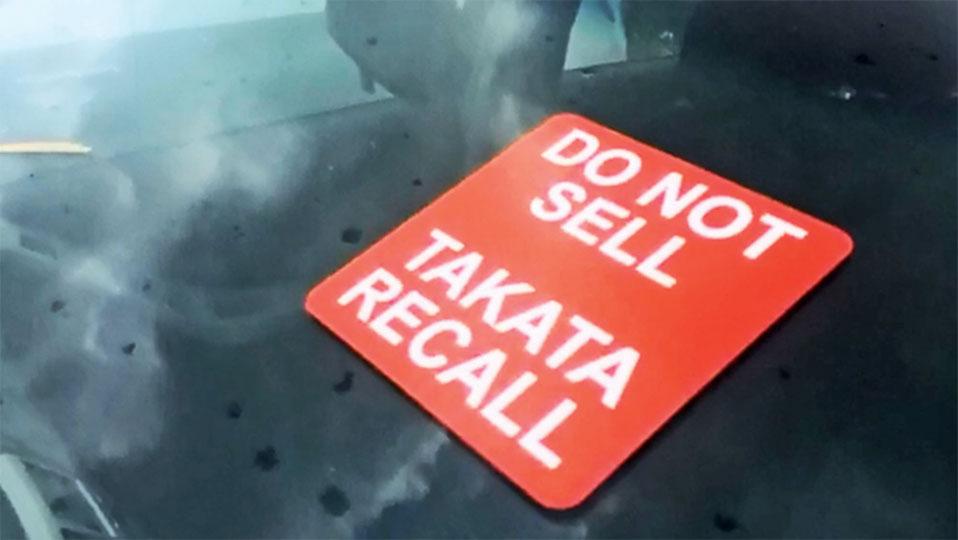 DO NOT
SELL
TAKATA
RECALL